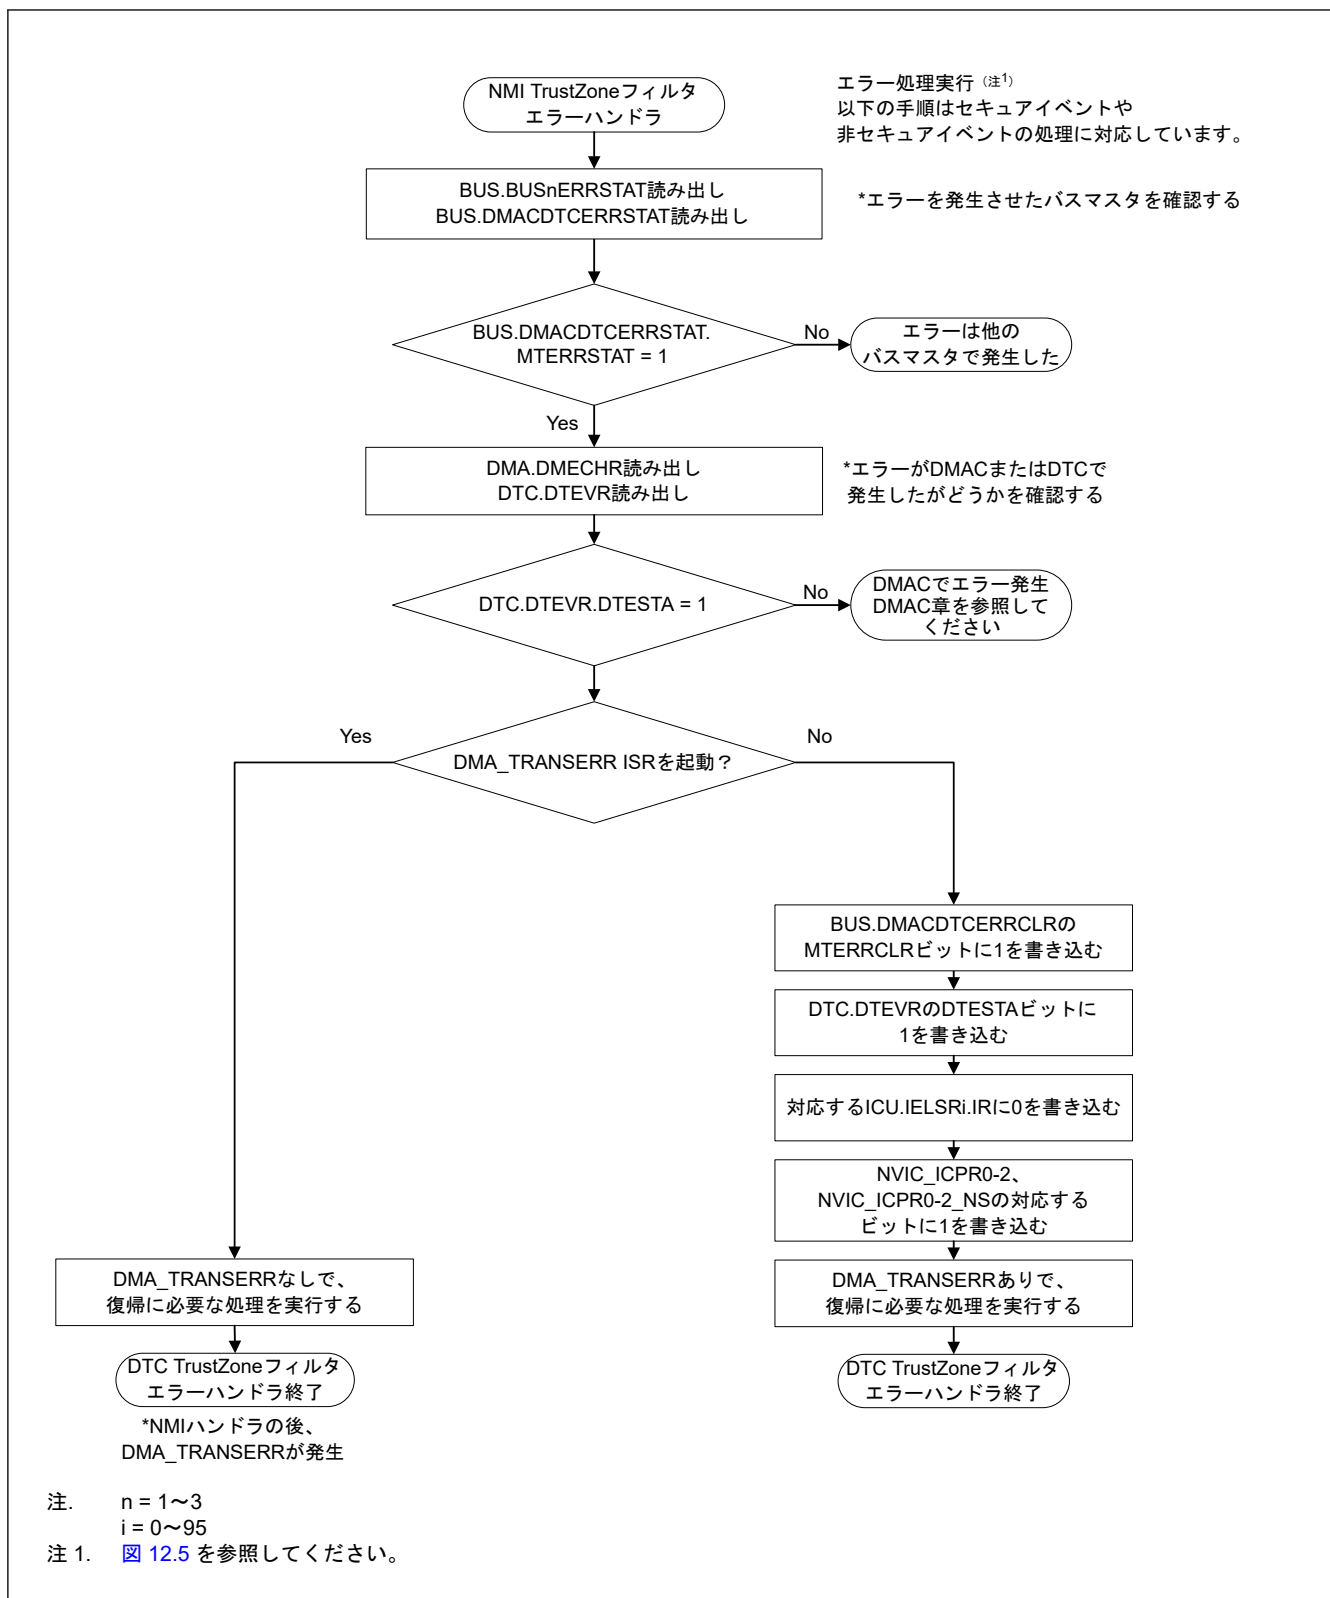 NMI TrustZoneフィルタ
エラーハンドラ
エラー処理実行（注1）
以下の手順はセキュアイベントや
非セキュアイベントの処理に対応しています。
BUS.BUSnERRSTAT読み出し
BUS.DMACDTCERRSTAT読み出し
*エラーを発生させたバスマスタを確認する
BUS.DMACDTCERRSTAT.
MTERRSTAT = 1
No
エラーは他の
バスマスタで発生した
Yes
DMA.DMECHR読み出し
DTC.DTEVR読み出し
*エラーがDMACまたはDTCで
発生したがどうかを確認する
DTC.DTEVR.DTESTA = 1
No
DMACでエラー発生
DMAC章を参照して
ください
Yes
DMA_TRANSERR ISRを起動？
No
BUS.DMACDTCERRCLRの
MTERRCLRビットに1を書き込む
DTC.DTEVRのDTESTAビットに
1を書き込む
対応するICU.IELSRi.IRに0を書き込む
NVIC_ICPR0-2、
NVIC_ICPR0-2_NSの対応する
ビットに1を書き込む
DMA_TRANSERRなしで、
復帰に必要な処理を実行する
DMA_TRANSERRありで、
復帰に必要な処理を実行する
DTC TrustZoneフィルタ
エラーハンドラ終了
DTC TrustZoneフィルタ
エラーハンドラ終了
*NMIハンドラの後、
DMA_TRANSERRが発生
注. n = 1～3
i = 0～95
注 1. 図 12.5 を参照してください。